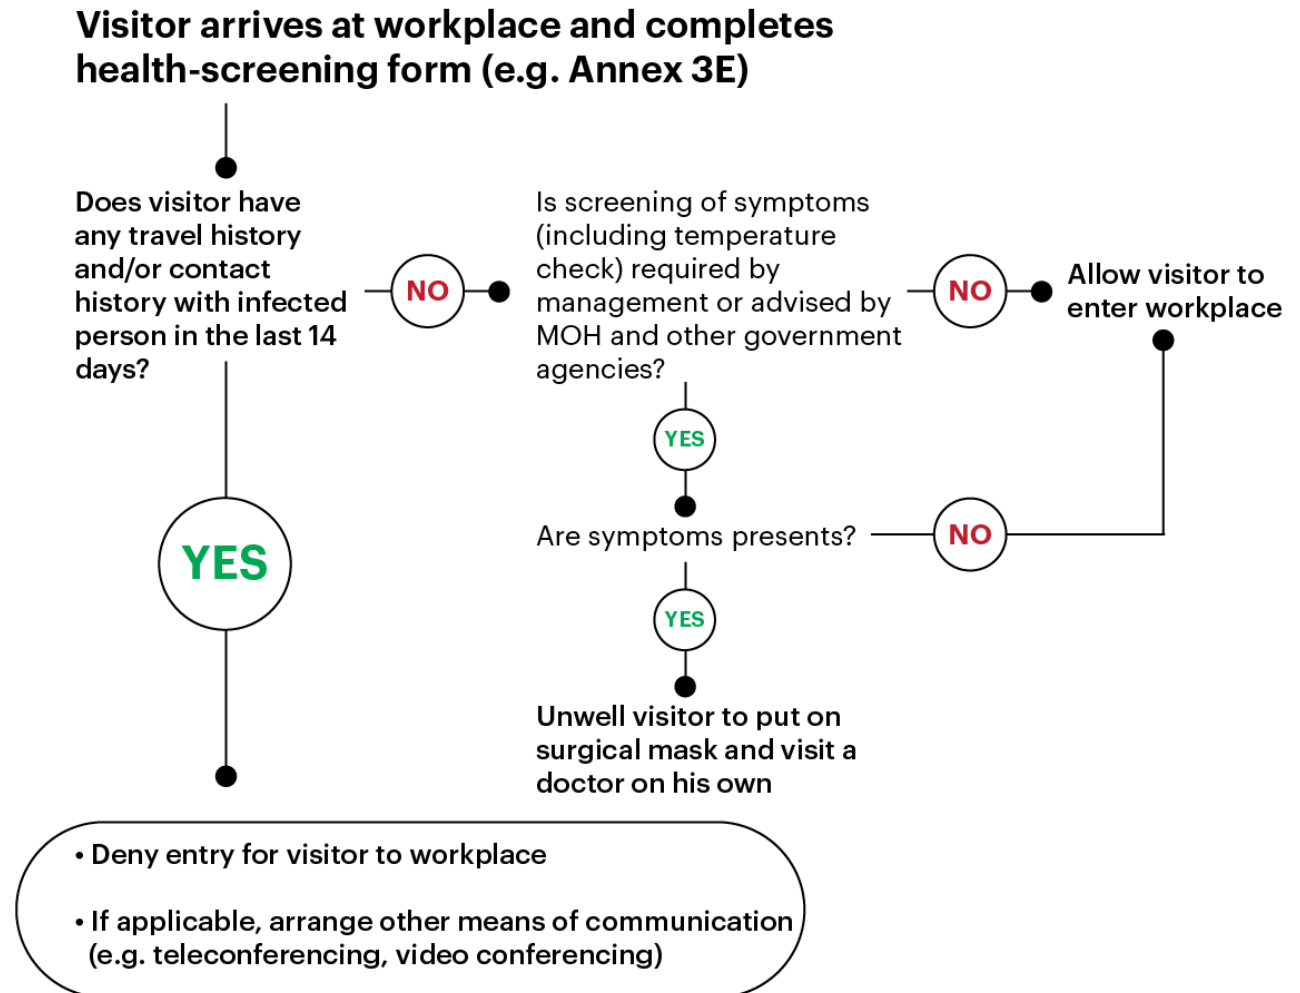 Visitor arrives at workplace and completes
health-screening form (e.g. Annex 3E)
Does visitor have
any travel history
and/or contact
history with infected
person in the last 14
days?
NO
Is screening of symptoms
(including temperature
check) required by
management or advised by
MOH and other government
agencies?
NO
Allow visitor to
enter workplace
YES
Are symptoms presents?
NO
YES
YES
Unwell visitor to put on
surgical mask and visit a
doctor on his own
• Deny entry for visitor to workplace
• If applicable, arrange other means of communication
(e.g. teleconferencing, video conferencing)